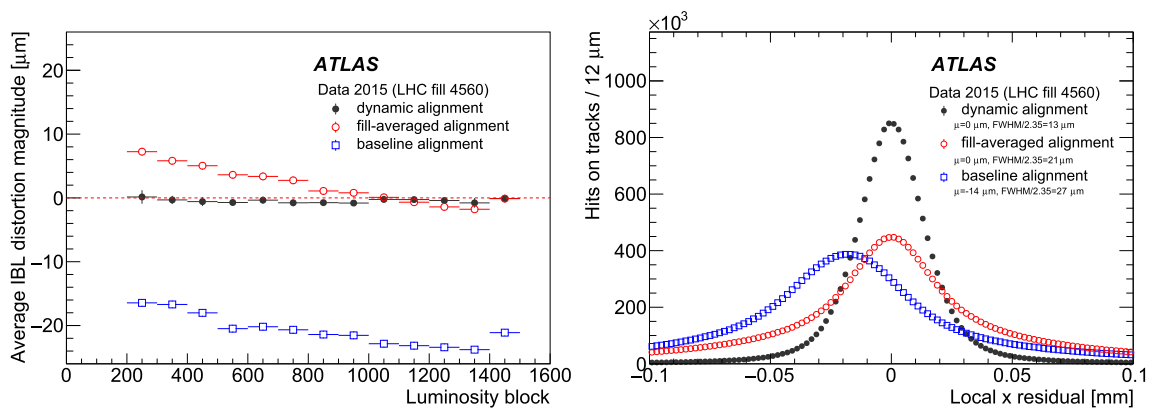 Average IBL distortion magnitude [μm]
20
10
0
−10
−20
ATLAS
Data 2015 (LHC fill 4560)
dynamic alignment
fill-averaged alignment
baseline alignment
0 200 400 600 800 1000 1200 1400 1600
Luminosity block
×10³
Hits on tracks / 12 μm
1000
800
600
400
200
0
ATLAS
Data 2015 (LHC fill 4560)
dynamic alignment
μ=0 μm, FWHM/2.35=13 μm
fill-averaged alignment
μ=0 μm, FWHM/2.35=21 μm
baseline alignment
μ=-14 μm, FWHM/2.35=27 μm
−0.1 −0.05 0 0.05 0.1
Local x residual [mm]